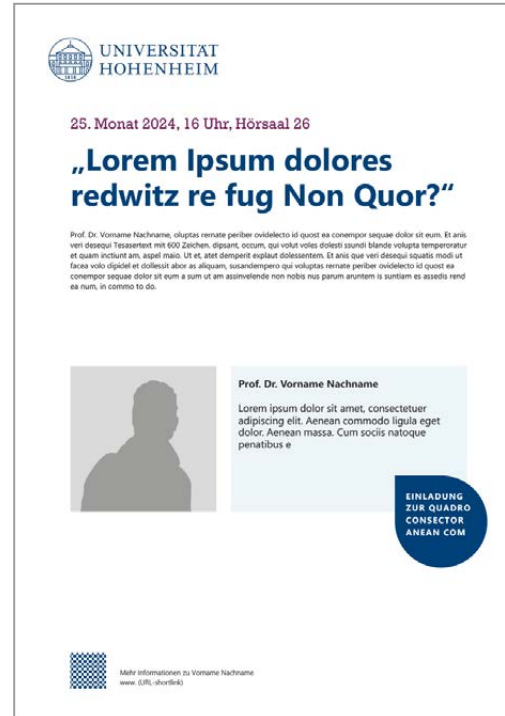 UNIVERSITÄT
HOHENHEIM
25. Monat 2024, 16 Uhr, Hörsaal 26
„Lorem Ipsum dolores
redwitz re fug Non Quor?“
Prof. Dr. Vorname Nachname, oluptas rernate periber ovidelecto id quost ea conempor sequae dolor sit eum. Et anis
veri desequi Tesasertext mit 600 Zeichen. dipsant, occum, qui volut voles dolesti ssundi blande volupta temperoratur
et quam inctiunt am, aspel maio. Ut et, atet demperit explaut dolessentem. Et anis que veri desequi squatis modi ut
facea volo dipidel et dollessit abor as aliquam, susandempero qui voluptas rernate periber ovidelecto id quost ea
conempor sequae dolor sit eum a sum ut am assinvelende non nobis nus parum aruntem is suntiam es assedis rend
ea num, in commo to do.
Prof. Dr. Vorname Nachname
Lorem ipsum dolor sit amet, consectetuer
adipiscing elit. Aenean commodo ligula eget
dolor. Aenean massa. Cum sociis natoque
penatibus e
EINLADUNG
ZUR QUADRO
CONSECTOR
ANEAN COM
Mehr Informationen zu Vorname Nachname
www. (URL-shortlink)